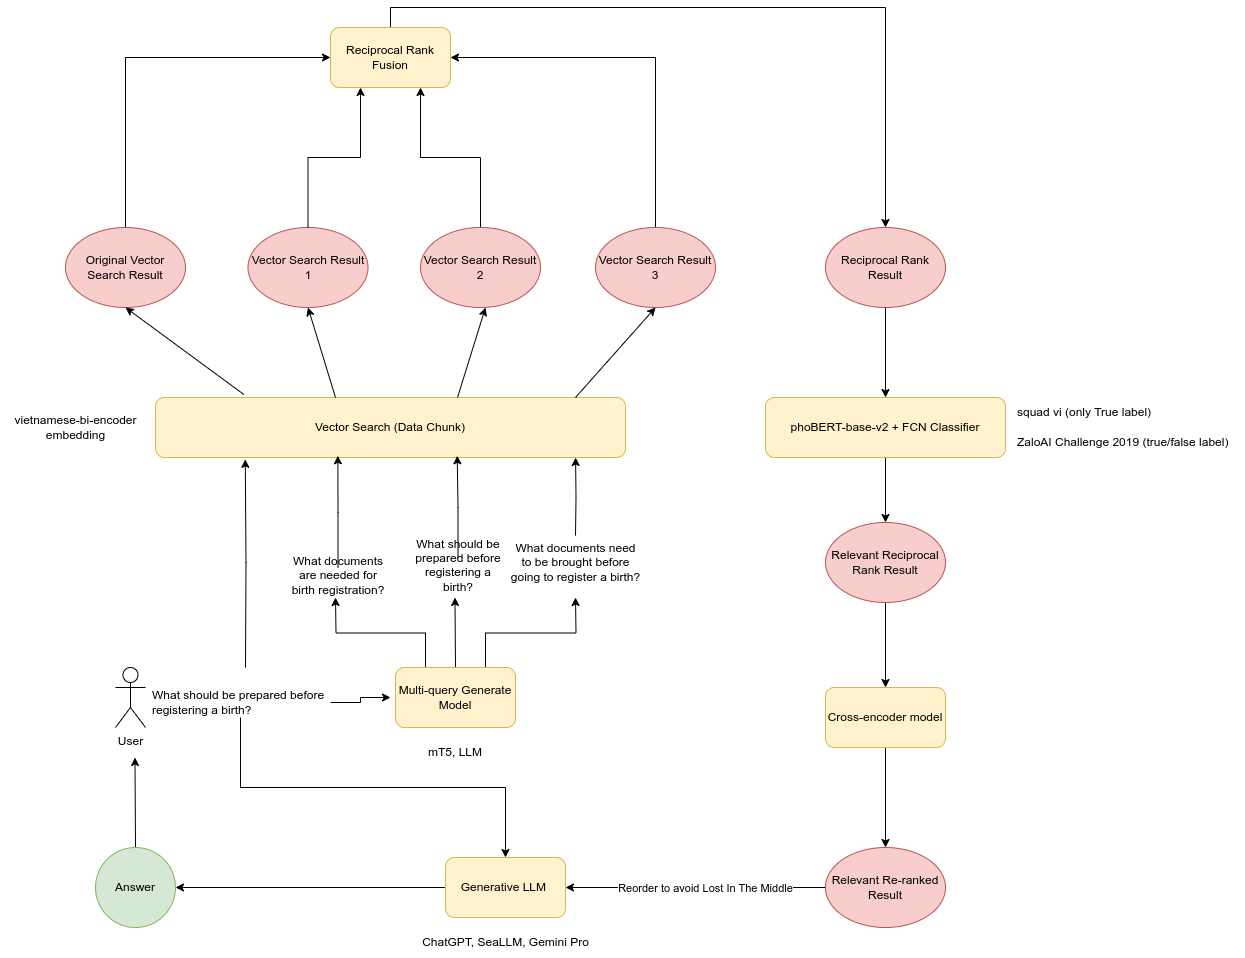 Reciprocal Rank
Fusion
Original Vector
Search Result
Vector Search Result
1
Vector Search Result
2
Vector Search Result
3
Reciprocal Rank
Result
vietnamese-bi-encoder
embedding
Vector Search (Data Chunk)
phoBERT-base-v2 + FCN Classifier
squad vi (only True label)
ZaloAI Challenge 2019 (true/false label)
What documents
are needed for
birth registration?
What should be
prepared before
registering a
birth?
What documents need
to be brought before
going to register a birth?
Relevant Reciprocal
Rank Result
What should be prepared before
registering a birth?
User
Multi-query Generate
Model
mT5, LLM
Cross-encoder model
Answer
Generative LLM
Reorder to avoid Lost In The Middle
Relevant Re-ranked
Result
ChatGPT, SeaLLM, Gemini Pro